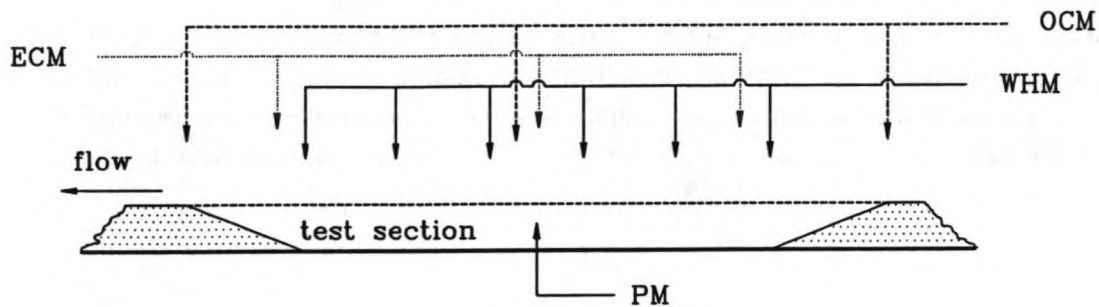 OCM
ECM
WHM
flow
test section
PM